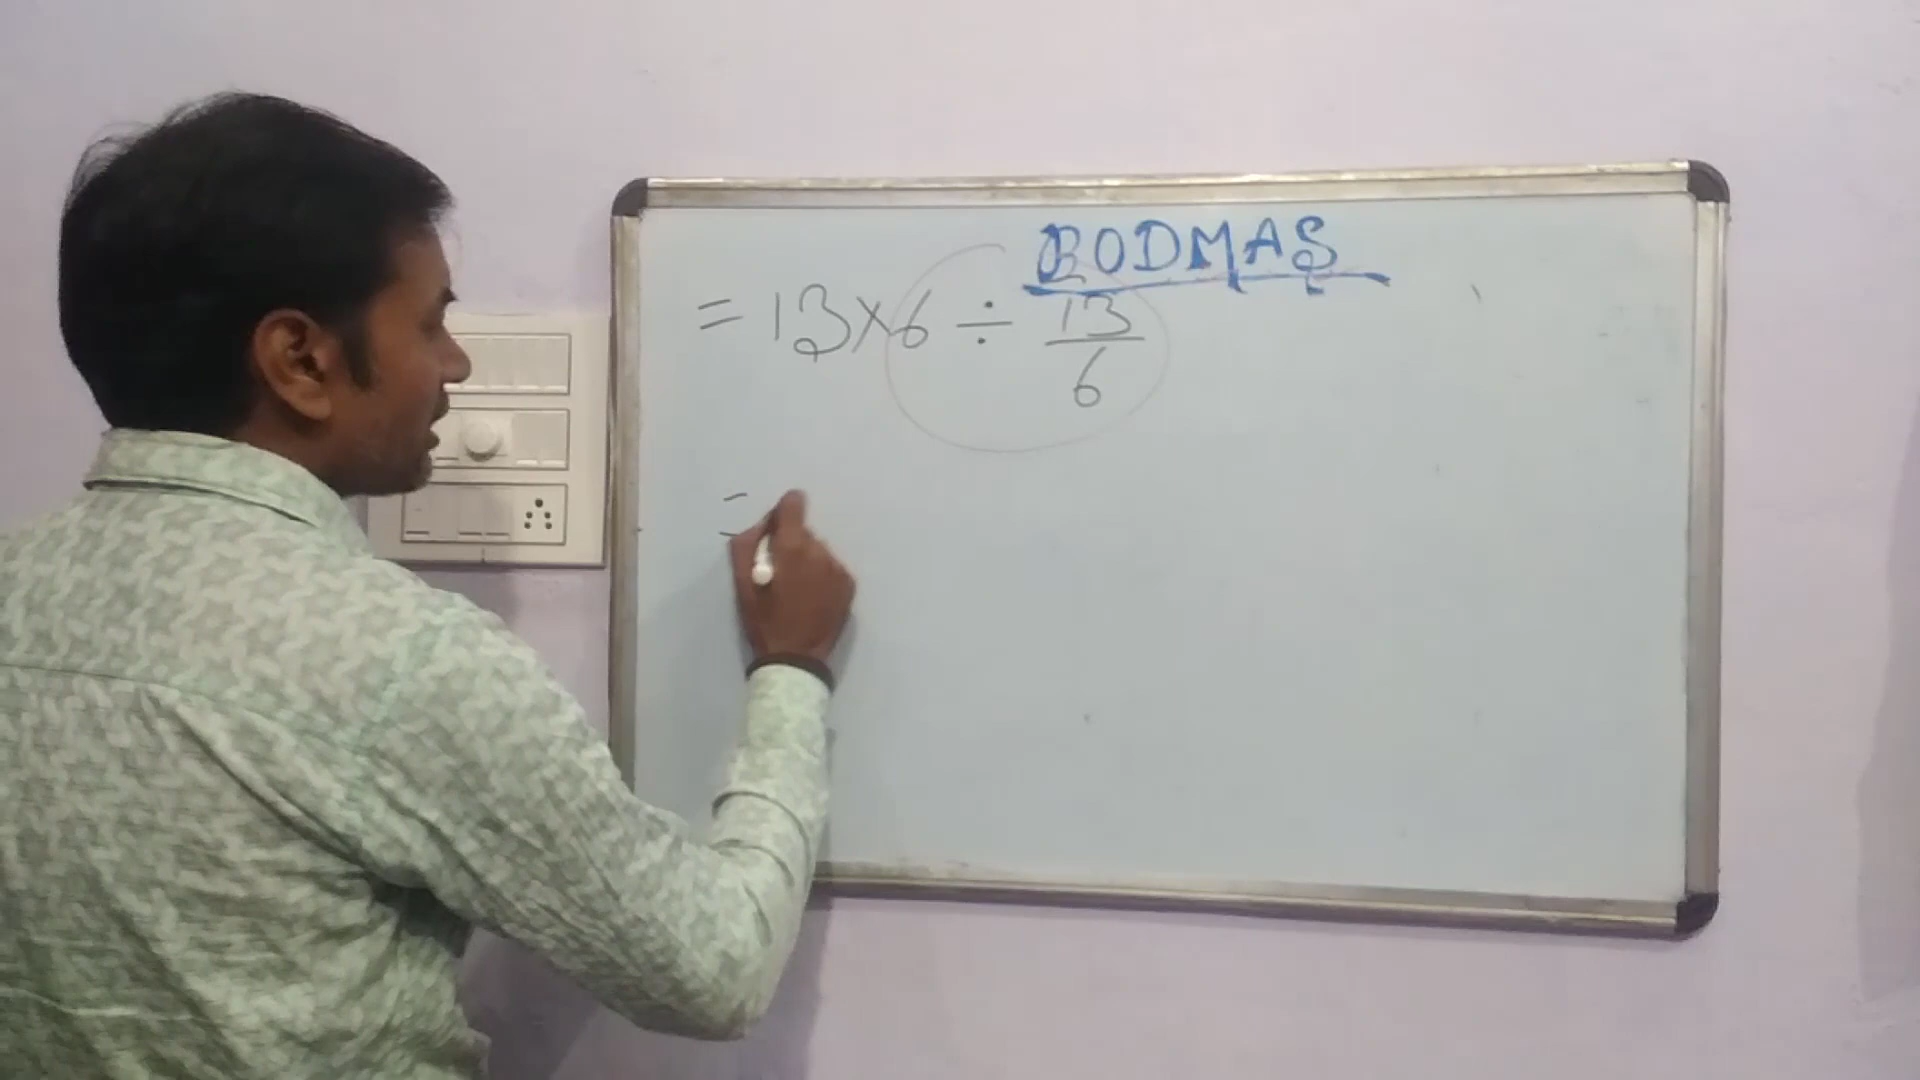 BODMAS
= 13 × 6 ÷ 13/6
=